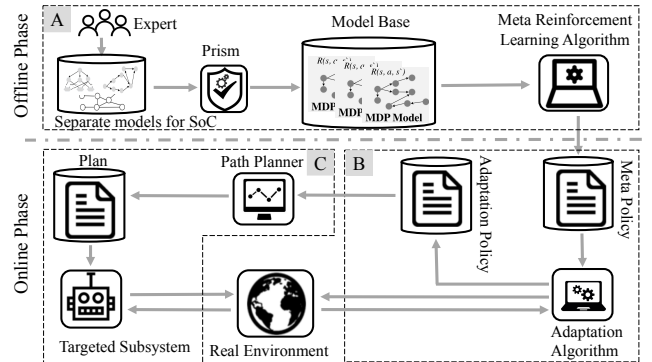 Offline Phase
A
Expert
Separate models for SoC
Prism
Model Base
R(s, a, s')
MDP
MDP
MDP Model
Meta Reinforcement
Learning Algorithm
Online Phase
Plan
Path Planner
C
B
Adaptation Policy
Meta Policy
Targeted Subsystem
Real Environment
Adaptation
Algorithm